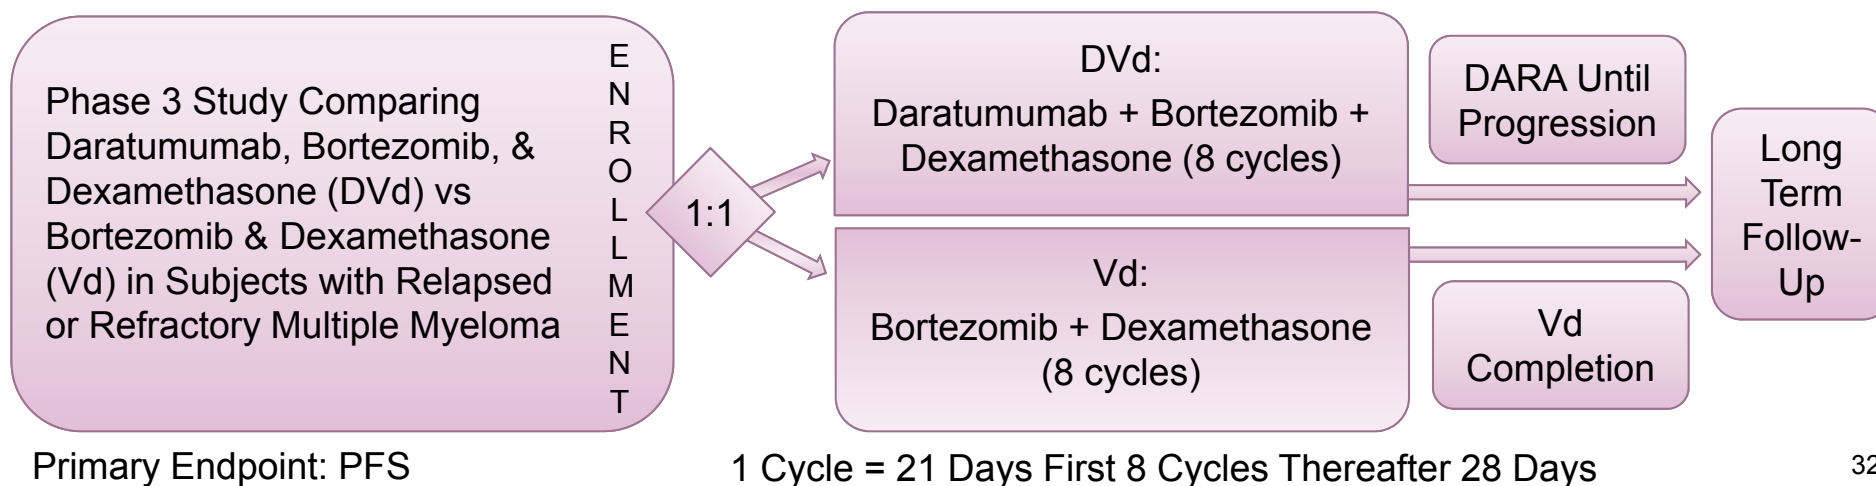 Phase 3 Study Comparing
Daratumumab, Bortezomib, &
Dexamethasone (DVd) vs
Bortezomib & Dexamethasone
(Vd) in Subjects with Relapsed
or Refractory Multiple Myeloma
ENROLLMENT
1:1
DVd:
Daratumumab + Bortezomib +
Dexamethasone (8 cycles)
Vd:
Bortezomib + Dexamethasone
(8 cycles)
DARA Until
Progression
Vd
Completion
Long
Term
Follow-
Up
Primary Endpoint: PFS
1 Cycle = 21 Days First 8 Cycles Thereafter 28 Days
32